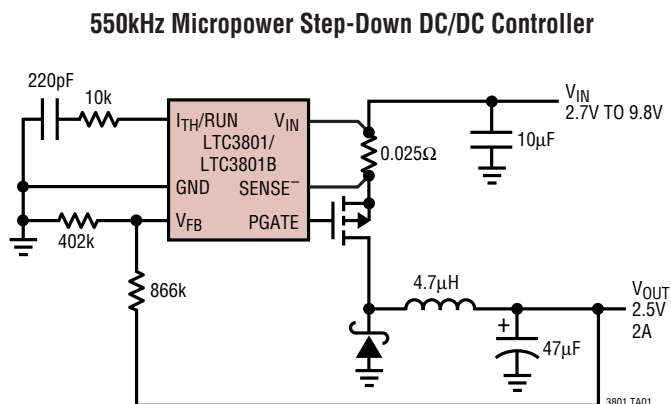 550kHz Micropower Step-Down DC/DC Controller
220pF
10k
ITH/RUN
VIN
LTC3801/
LTC3801B
GND
SENSE–
VFB
PGATE
402k
866k
0.025Ω
VIN
2.7V TO 9.8V
10µF
4.7µH
VOUT
2.5V
2A
+
47µF
3801 TA01